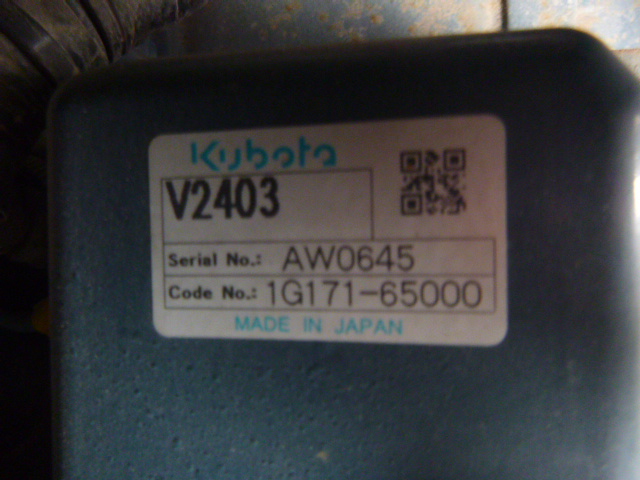 Kubota
V2403
Serial No.: AW0645
Code No.: 1G171-65000
MADE IN JAPAN